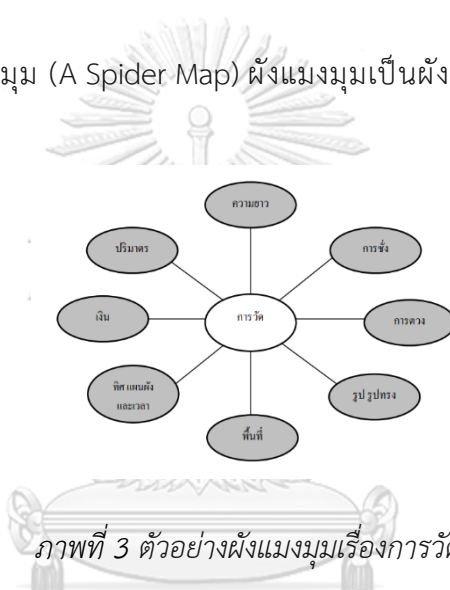 มุม (A Spider Map) ผังแมงมุมเป็นผัง
ความยาว
ปริมาตร
การชั่ง
เงิน
การวัด
การตวง
ทิศ แผนผัง
และเวลา
รูป รูปทรง
พื้นที่
ภาพที่ 3 ตัวอย่างผังแมงมุมเรื่องการวัด